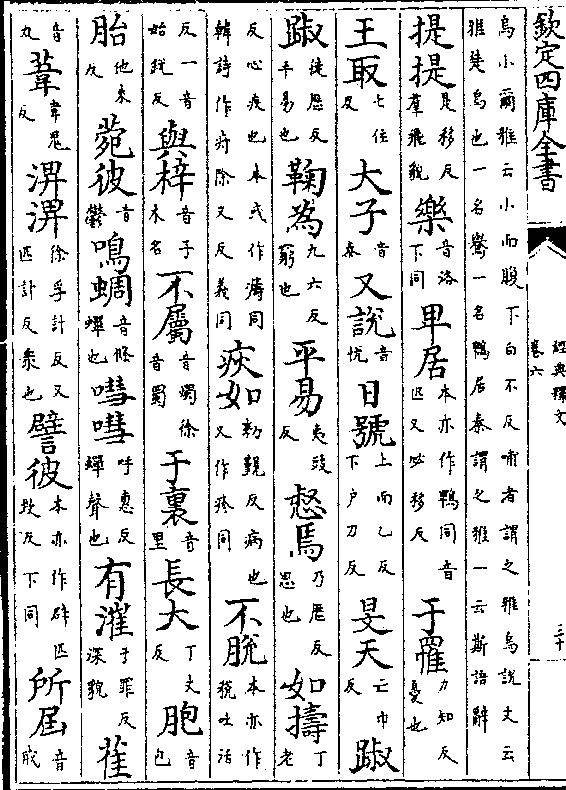 欽定四庫全書
經典釋文
卷六
三十
烏小爾雅云小而腹下白不反哺者謂之雅烏說文云
雅楚烏也一名鸒一名鵯居秦謂之雅一云斯語辭
提提是移反羣飛貌樂音洛下同卑居本亦作鵯同音匹又必移反于罹力知反憂也
王取七住反大子音泰又說音悅日號上而乙反下户刀反旻天亡巾反踧
踧徒歷反平易也鞠為九六反窮也平易夷豉反惄焉乃歷反思也如擣丁老
反心疾也本或作𢭏同韓詩作疛除又反義同疢如勑覲反病也又作疹同不脫本亦作稅吐活
反一音始銳反與梓音子木名不屬音蜀徐音蜀于裏音里長大丁丈反胞音包
胎他來反菀彼音鬱鳴蜩音條蟬也嘒嘒呼惠反蟬聲也有漼千罪反深貌萑
音丸葦韋鬼反淠淠徐孚計反又匹計反衆也譬彼本亦作辟匹致反下同所屆音戒